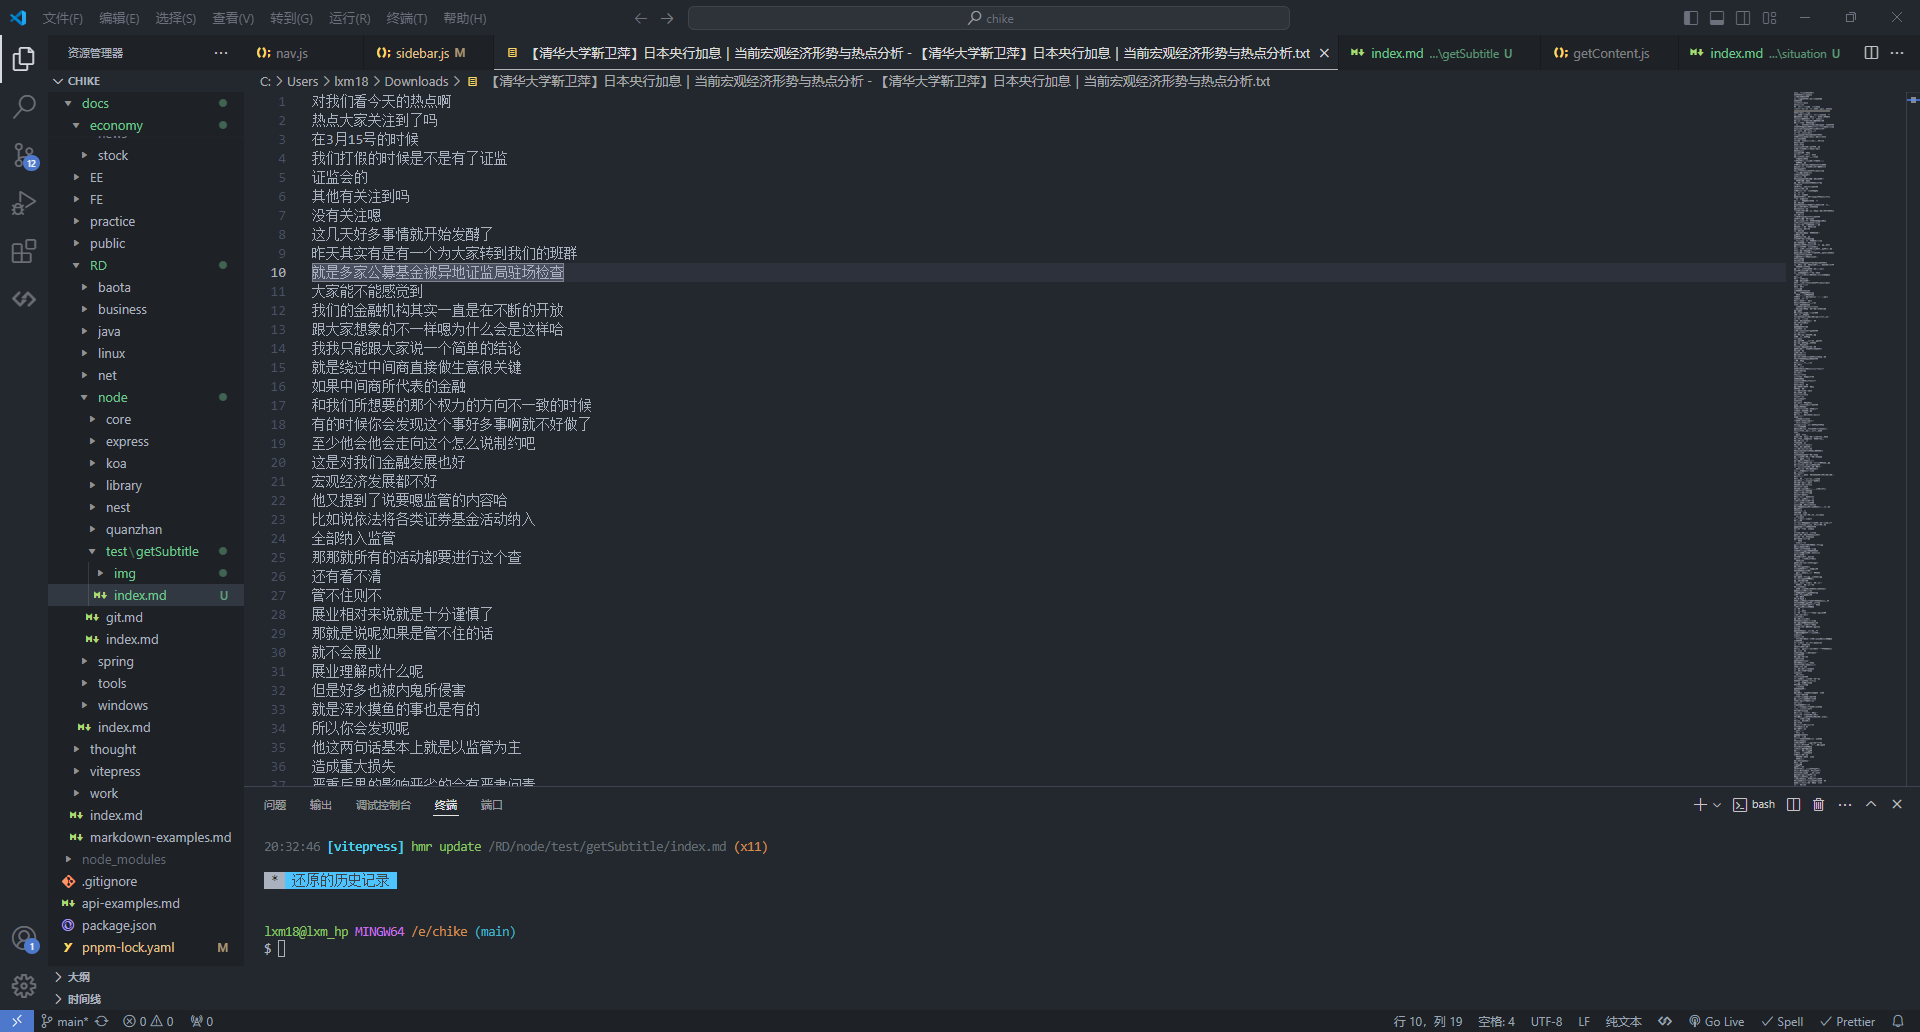 文件(F) 编辑(E) 选择(S) 查看(V) 转到(G) 运行(R) 终端(T) 帮助(H) chike
资源管理器
nav.js
sidebar.js M
【清华大学靳卫萍】日本央行加息 | 当前宏观经济形势与热点分析 - 【清华大学靳卫萍】日本央行加息 | 当前宏观经济形势与热点分析.txt
index.md ...\getSubtitle U
getContent.js
index.md ...\situation U
C: > Users > lxm18 > Downloads > 【清华大学靳卫萍】日本央行加息 | 当前宏观经济形势与热点分析 - 【清华大学靳卫萍】日本央行加息 | 当前宏观经济形势与热点分析.txt
CHIKE
docs
economy
news
stock
EE
FE
practice
public
RD
baota
business
java
linux
net
node
core
express
koa
library
nest
quanzhan
test\getSubtitle
img
index.md U
git.md
index.md
spring
tools
windows
index.md
thought
vitepress
work
index.md
markdown-examples.md
node_modules
.gitignore
api-examples.md
package.json
pnpm-lock.yaml M
大纲
时间线
12
1
1 对我们看今天的热点啊
2 热点大家关注到了吗
3 在3月15号的时候
4 我们打假的时候是不是有了证监
5 证监会的
6 其他有关注到吗
7 没有关注嗯
8 这几天好多事情就开始发酵了
9 昨天其实有是有一个为大家转到我们的班群
10 就是多家公募基金被异地证监局驻场检查
11 大家能不能感觉到
12 我们的金融机构其实一直是在不断的开放
13 跟大家想象的不一样嗯为什么会是这样哈
14 我我只能跟大家说一个简单的结论
15 就是绕过中间商直接做生意很关键
16 如果中间商所代表的金融
17 和我们所想要的那个权力的方向不一致的时候
18 有的时候你会发现这个事好多事啊就不好做了
19 至少他会他会走向这个怎么说制约吧
20 这是对我们金融发展也好
21 宏观经济发展都不好
22 他又提到了说要嗯监管的内容哈
23 比如说依法将各类证券基金活动纳入
24 全部纳入监管
25 那那就所有的活动都要进行这个查
26 还有看不清
27 管不住则不
28 展业相对来说就是十分谨慎了
29 那就是说呢如果是管不住的话
30 就不会展业
31 展业理解成什么呢
32 但是好多也被内鬼所侵害
33 就是浑水摸鱼的事也是有的
34 所以你会发现呢
35 他这两句话基本上就是以监管为主
36 造成重大损失
37 严重后果的影响恶劣的会有严肃问责
问题 输出 调试控制台 终端 端口
bash
20:32:46 [vitepress] hmr update /RD/node/test/getSubtitle/index.md (x11)
* 还原的历史记录
lxm18@lxm_hp MINGW64 /e/chike (main)
$
main* 0 0 0
行 10，列 19 空格: 4 UTF-8 LF 纯文本 Go Live Spell Prettier